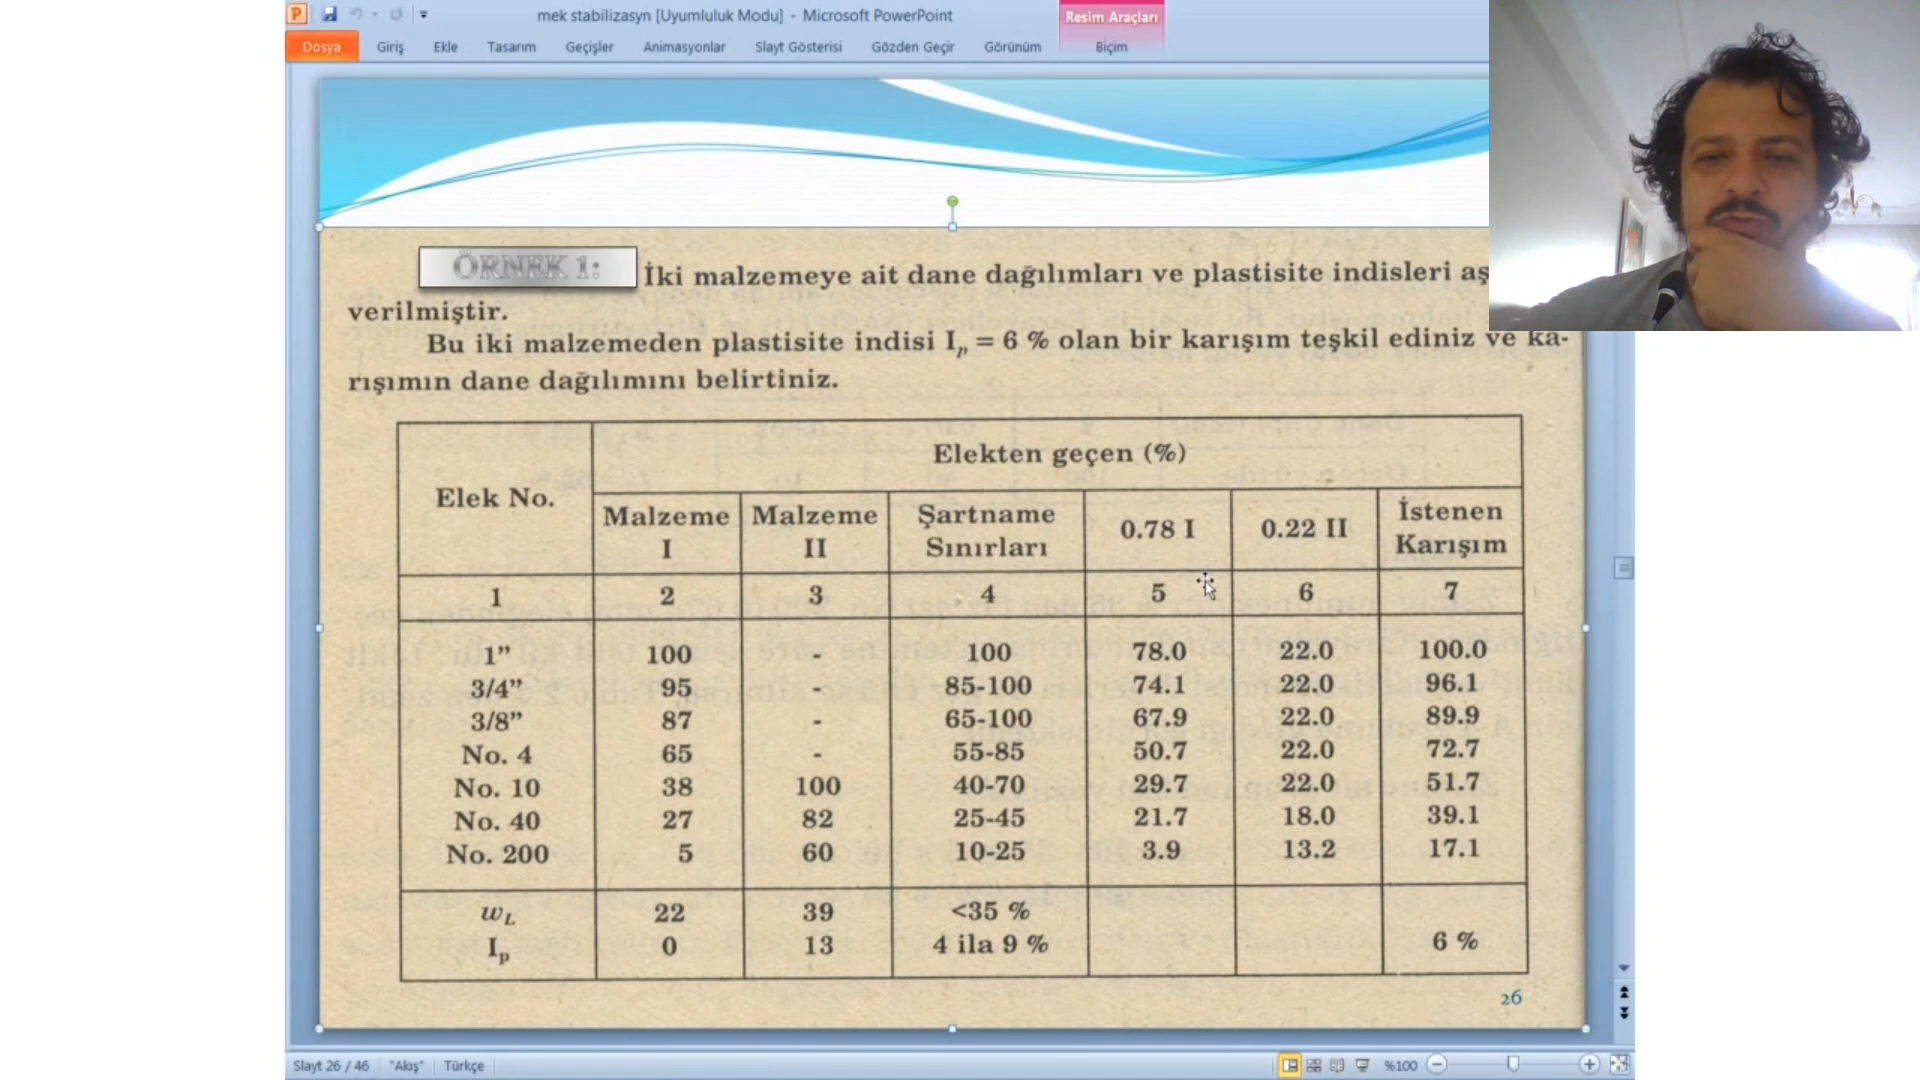 mek stabilizasyn [Uyumluluk Modu] - Microsoft PowerPoint
Resim Araçları
Dosya Giriş Ekle Tasarım Geçişler Animasyonlar Slayt Gösterisi Gözden Geçir Görünüm Biçim
ÖRNEK 1: İki malzemeye ait dane dağılımları ve plastisite indisleri aş
verilmiştir.
Bu iki malzemeden plastisite indisi Ip = 6 % olan bir karışım teşkil ediniz ve ka-
rışımın dane dağılımını belirtiniz.
Elekten geçen (%)
Elek No. Malzeme I Malzeme II Şartname Sınırları 0.78 I 0.22 II İstenen Karışım
1 2 3 4 5 6 7
1” 100 - 100 78.0 22.0 100.0
3/4” 95 - 85-100 74.1 22.0 96.1
3/8” 87 - 65-100 67.9 22.0 89.9
No. 4 65 - 55-85 50.7 22.0 72.7
No. 10 38 100 40-70 29.7 22.0 51.7
No. 40 27 82 25-45 21.7 18.0 39.1
No. 200 5 60 10-25 3.9 13.2 17.1
wL 22 39 <35 %
Ip 0 13 4 ila 9 % 6 %
26
Slayt 26 / 46 "Akış" Türkçe %100